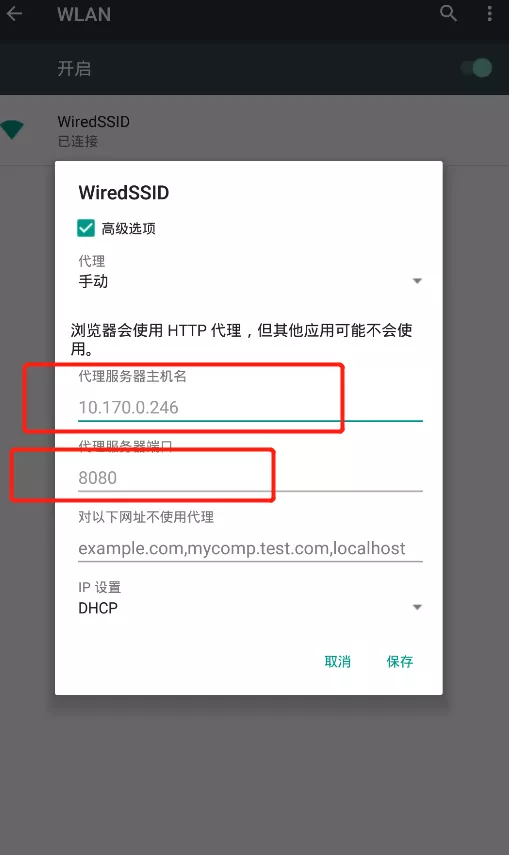 WLAN
开启
WiredSSID
已连接
WiredSSID
高级选项
代理
手动
浏览器会使用 HTTP 代理，但其他应用可能不会使
用。
代理服务器主机名
10.170.0.246
代理服务器端口
8080
对以下网址不使用代理
example.com,mycomp.test.com,localhost
IP 设置
DHCP
取消 保存